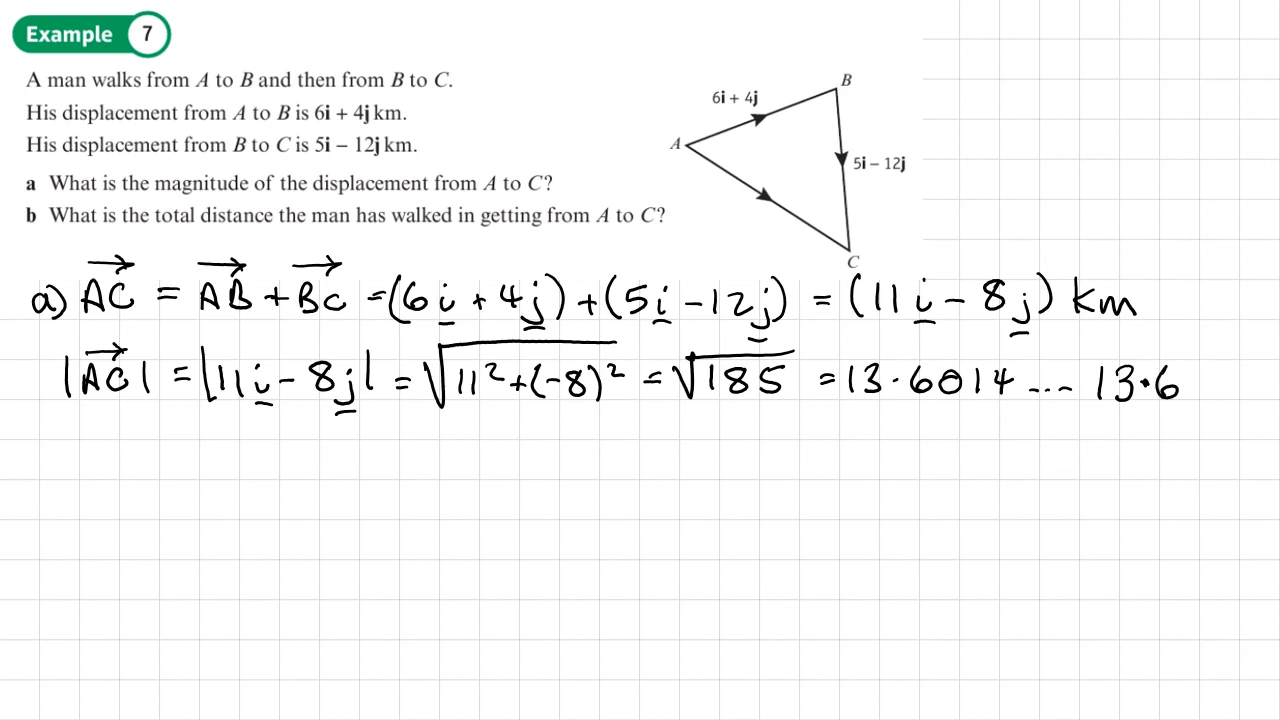 Example 7
A man walks from A to B and then from B to C.
His displacement from A to B is 6i + 4j km.
His displacement from B to C is 5i – 12j km.
a What is the magnitude of the displacement from A to C?
b What is the total distance the man has walked in getting from A to C?
B
6i + 4j
A
5i – 12j
C
a) AC = AB + BC = (6i + 4j) + (5i - 12j) = (11i - 8j) km
|AC| = |11i - 8j| = √11² + (-8)² = √185 = 13.6014 ... 13.6